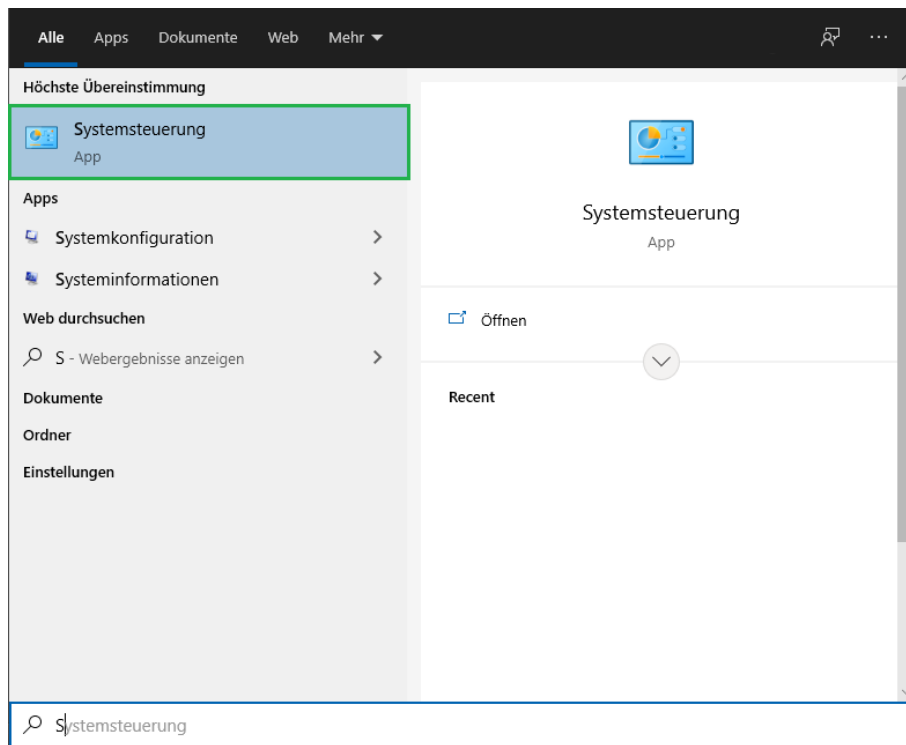 Alle Apps Dokumente Web Mehr
Höchste Übereinstimmung
Systemsteuerung
App
Apps
Systemkonfiguration
Systeminformationen
Web durchsuchen
S - Webergebnisse anzeigen
Dokumente
Ordner
Einstellungen
Systemsteuerung
App
Öffnen
Recent
Systemsteuerung